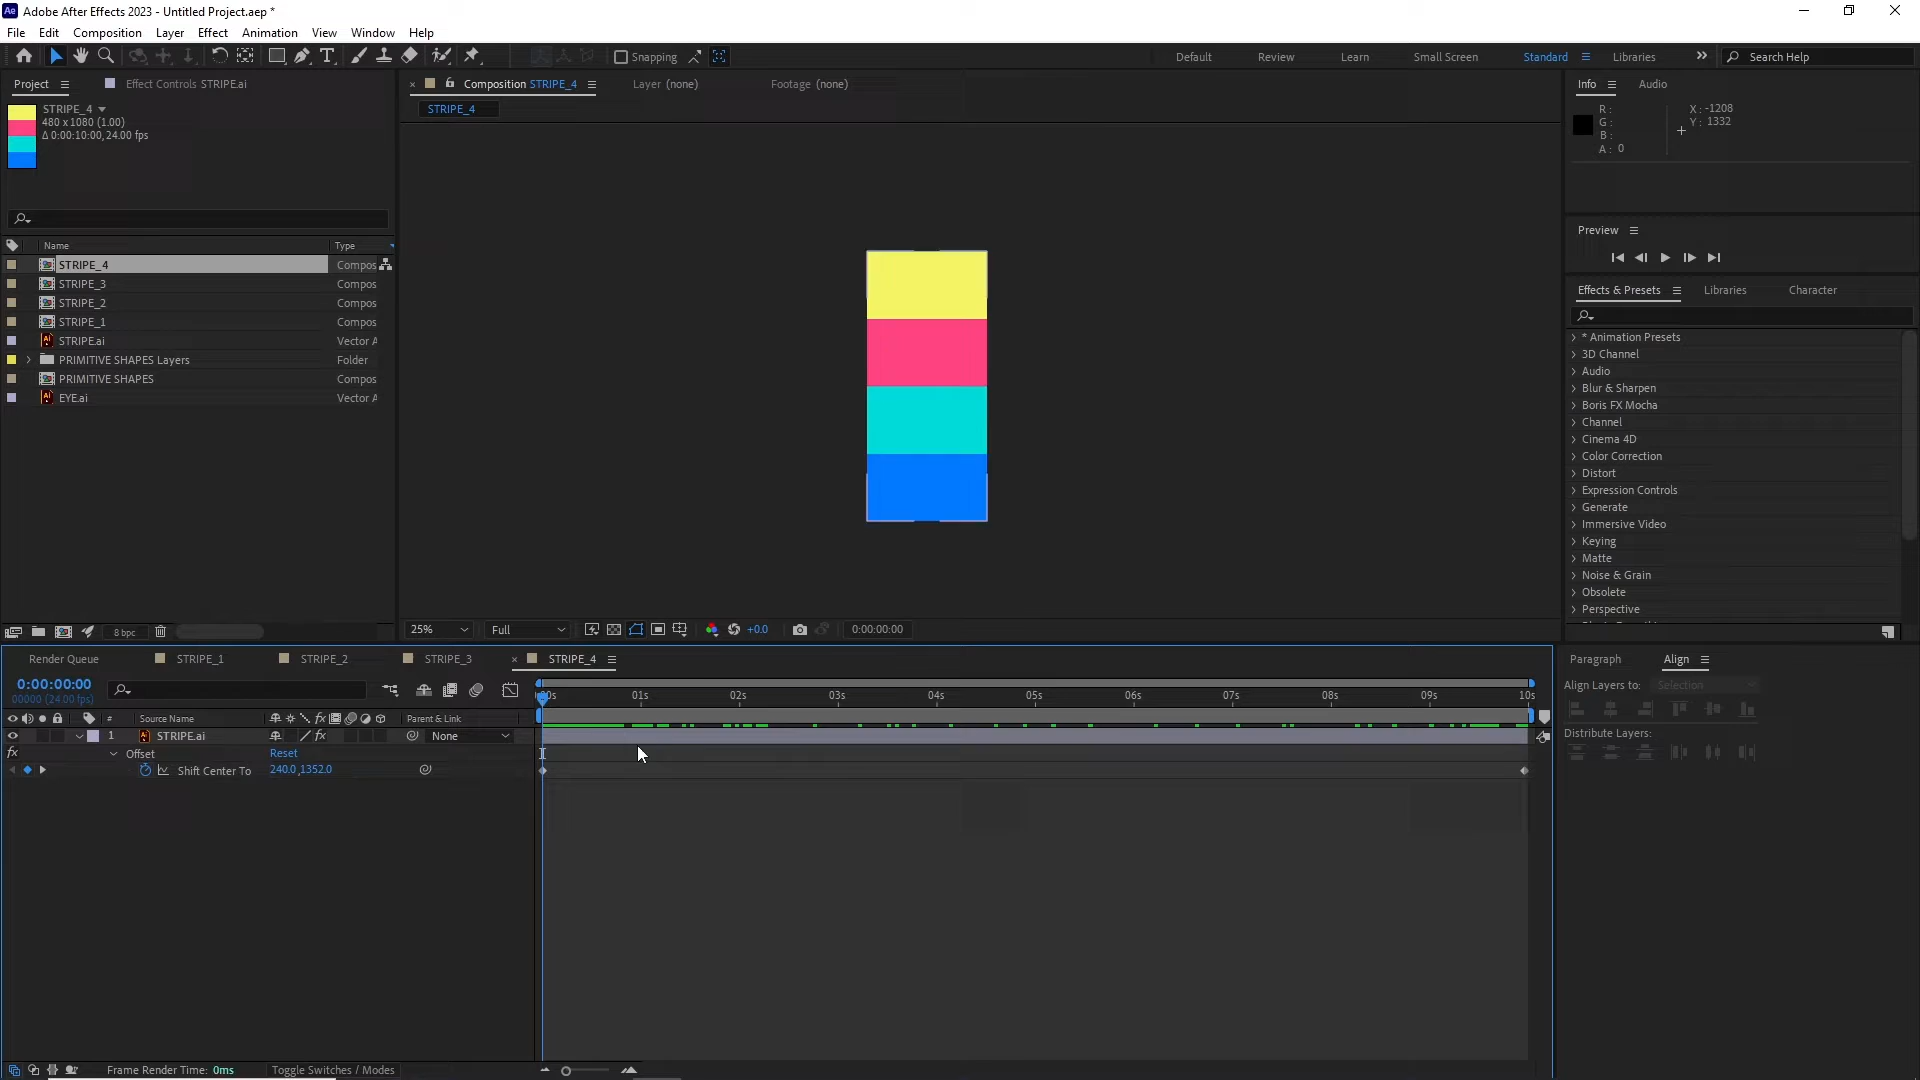 Ae Adobe After Effects 2023 - Untitled Project.aep *
File Edit Composition Layer Effect Animation View Window Help
Snapping Default Review Learn Small Screen Standard Libraries Search Help
Project Effect Controls STRIPE.ai
STRIPE_4
480 x 1080 (1.00)
Δ 0:00:10:00, 24.00 fps
Name Type
STRIPE_4 Compos
STRIPE_3 Compos
STRIPE_2 Compos
STRIPE_1 Compos
STRIPE.ai Vector A
PRIMITIVE SHAPES Layers Folder
PRIMITIVE SHAPES Compos
EYE.ai Vector A
8 bpc
Composition STRIPE_4 Layer (none) Footage (none)
STRIPE_4
25% Full +0.0 0:00:00:00
Info Audio
R :
G :
B :
A : 0
X : -1208
Y : 1332
Preview
Effects & Presets Libraries Character
* Animation Presets
3D Channel
Audio
Blur & Sharpen
Boris FX Mocha
Channel
Cinema 4D
Color Correction
Distort
Expression Controls
Generate
Immersive Video
Keying
Matte
Noise & Grain
Obsolete
Perspective
Render Queue STRIPE_1 STRIPE_2 STRIPE_3 STRIPE_4
0:00:00:00
00000 (24.00 fps)
01s 02s 03s 04s 05s 06s 07s 08s 09s 10s
# Source Name fx Parent & Link
1 STRIPE.ai fx None
fx Offset Reset
Shift Center To 240.0,1352.0
Frame Render Time: 0ms Toggle Switches / Modes
Paragraph Align
Align Layers to: Selection
Distribute Layers: